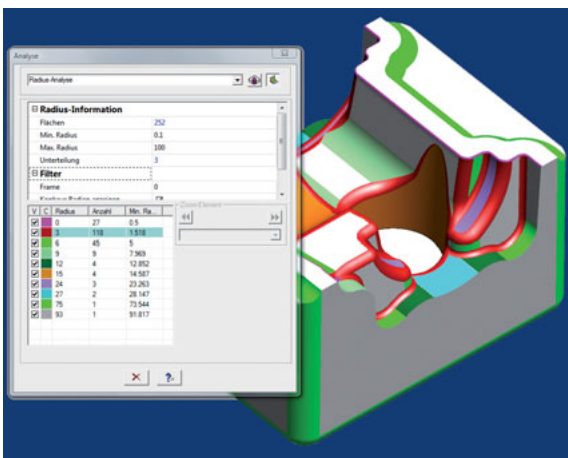 Analyse
Radius-Analyse
Radius-Information
Flächen 252
Min. Radius 0.1
Max. Radius 100
Unterteilung 3
Filter
Frame 0
Zoom Element
V C Radius Anzahl Min. Ra...
0 27 0.5
3 118 1.518
6 45 5
9 9 7.969
12 4 12.852
15 4 14.587
24 3 23.263
27 2 28.147
75 1 73.544
93 1 91.817